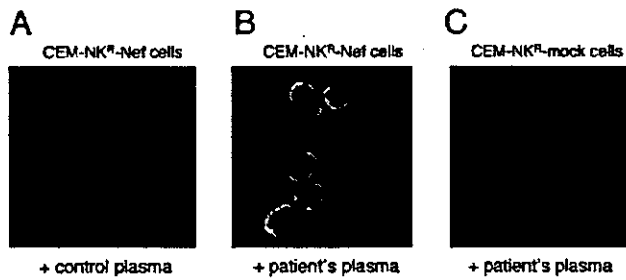 A
CEM-NKᴿ-Nef cells
+ control plasma
B
CEM-NKᴿ-Nef cells
+ patient's plasma
C
CEM-NKᴿ-mock cells
+ patient's plasma